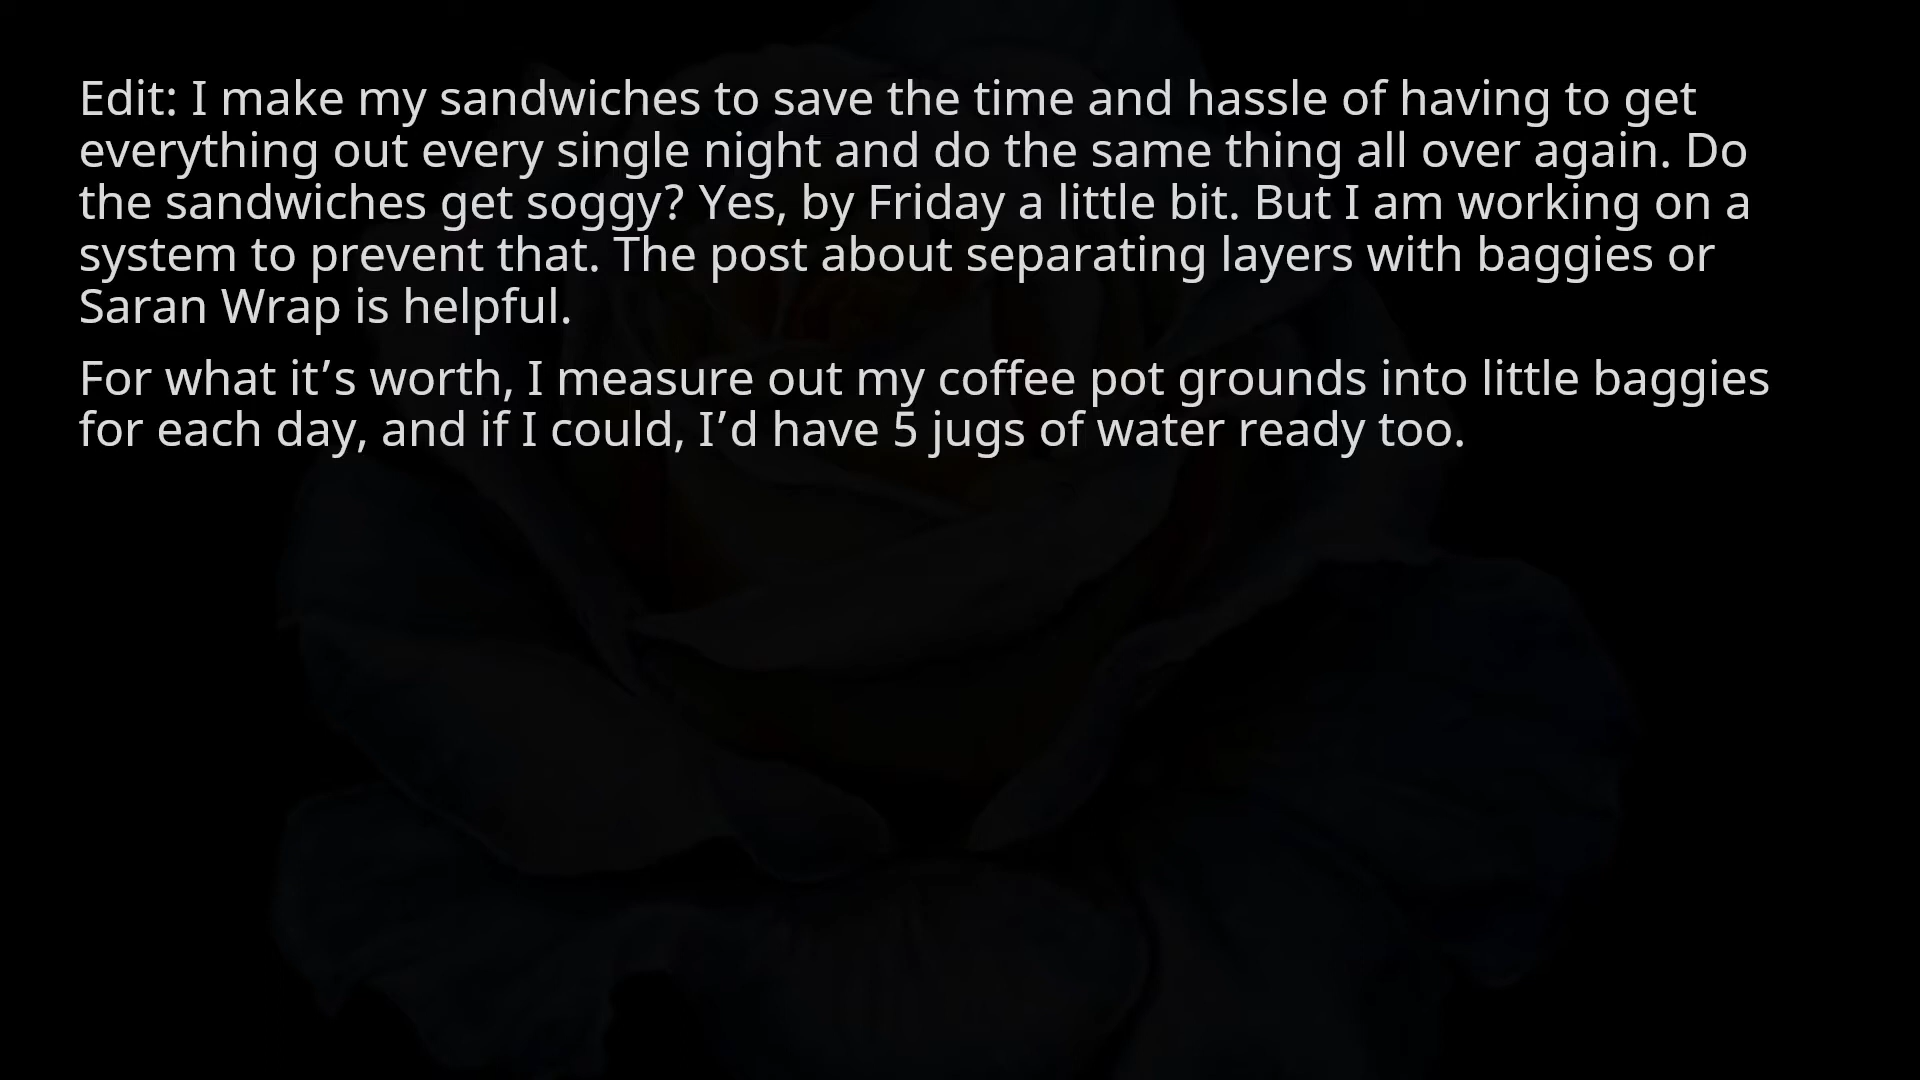 Edit: I make my sandwiches to save the time and hassle of having to get
everything out every single night and do the same thing all over again. Do
the sandwiches get soggy? Yes, by Friday a little bit. But I am working on a
system to prevent that. The post about separating layers with baggies or
Saran Wrap is helpful.
For what it’s worth, I measure out my coffee pot grounds into little baggies
for each day, and if I could, I’d have 5 jugs of water ready too.